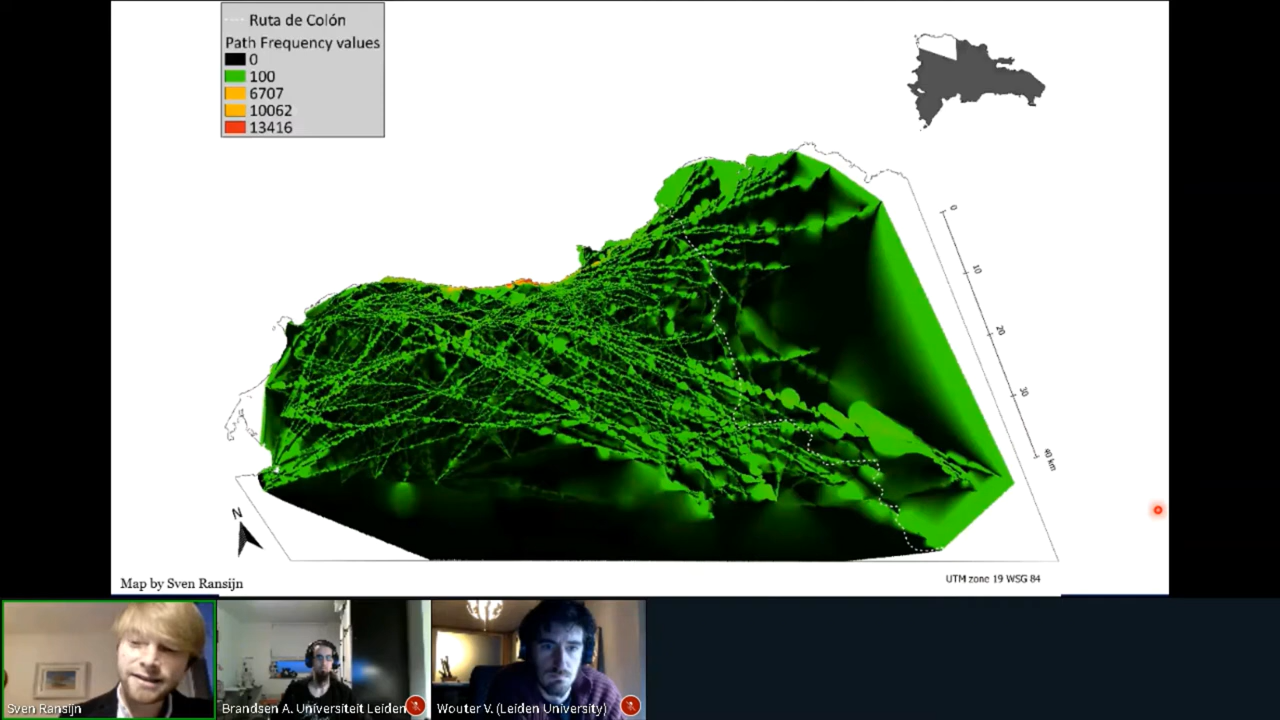 Ruta de Colón
Path Frequency values
0
100
6707
10062
13416
0
10
20
30
40 km
N
Map by Sven Ransijn
UTM zone 19 WSG 84
Sven Ransijn
Brandsen A. Universiteit Leiden
Wouter V. (Leiden University)